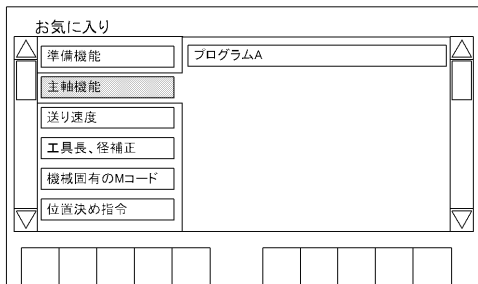 お気に入り
準備機能
プログラムA
主軸機能
送り速度
工具長、径補正
機械固有のMコード
位置決め指令